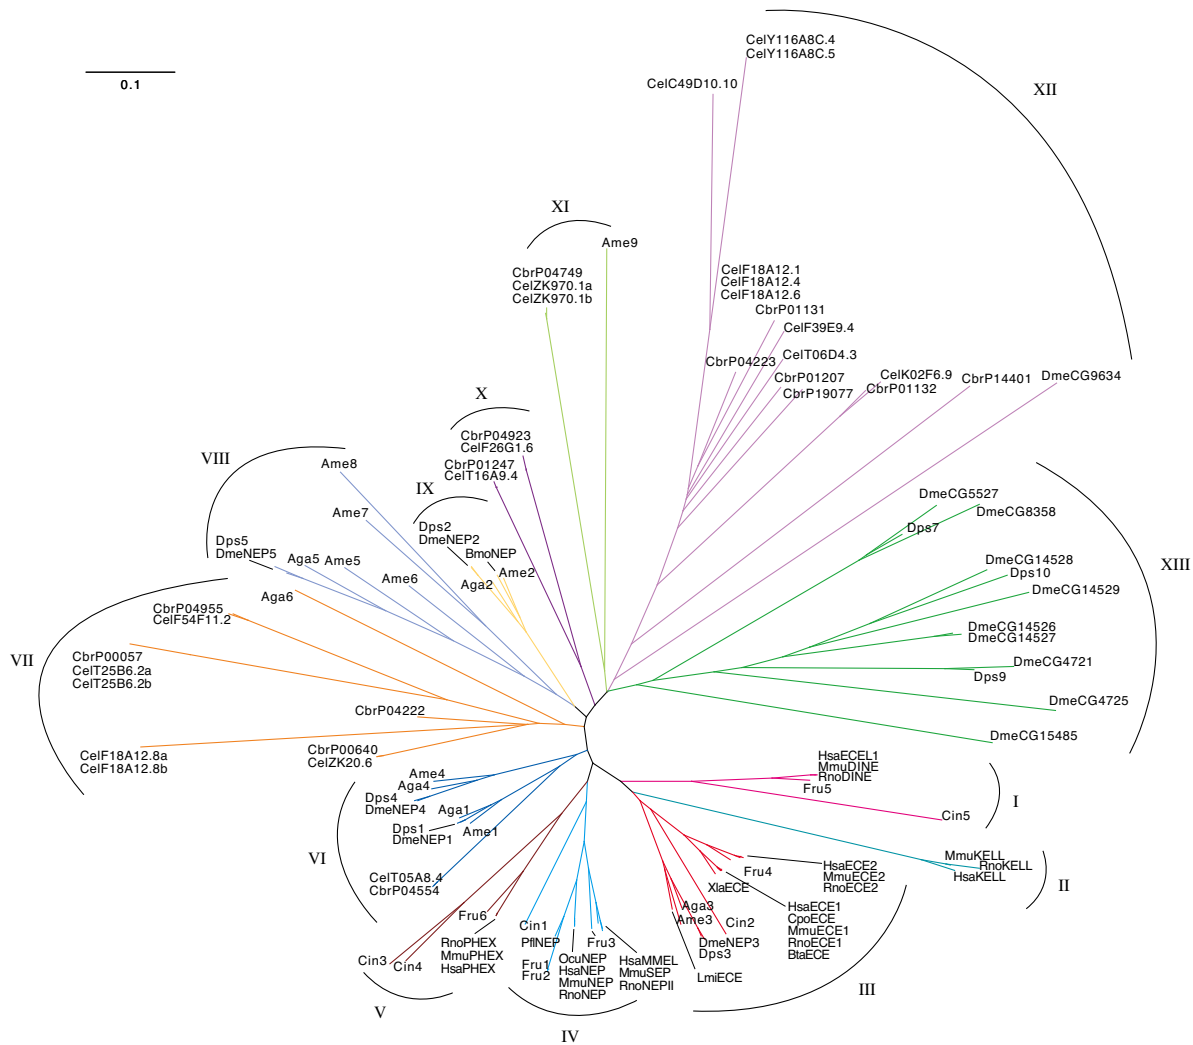 CelY116A8C.4
CelY116A8C.5
CelC49D10.10
XII
0.1
XI
Ame9
CbrP04749
CelZK970.1a
CelZK970.1b
CelF18A12.1
CelF18A12.4
CelF18A12.6
CbrP01131
CelF39E9.4
CelT06D4.3
CbrP04223
CbrP01207
CbrP19077
CelK02F6.9
CbrP01132
CbrP14401
DmeCG9634
X
CbrP04923
CelF26G1.6
CbrP01247
CelT16A9.4
VIII
Ame8
Ame7
IX
Dps2
DmeNEP2
BmoNEP
Ame2
Aga2
Dps5
DmeNEP5
Aga5
Ame5
Ame6
Aga6
DmeCG5527
DmeCG8358
Dps7
XIII
DmeCG14528
Dps10
DmeCG14529
DmeCG14526
DmeCG14527
DmeCG4721
Dps9
DmeCG4725
DmeCG15485
CbrP04955
CelF54F11.2
VII
CbrP00057
CelT25B6.2a
CelT25B6.2b
CbrP04222
CelF18A12.8a
CelF18A12.8b
CbrP00640
CelZK20.6
Ame4
Aga4
Dps4
DmeNEP4
Aga1
Dps1
DmeNEP1
Ame1
VI
CelT05A8.4
CbrP04554
HsaECEL1
MmuDINE
RnoDINE
Fru5
I
Cin5
MmuKELL
RnoKELL
HsaKELL
II
Fru4
HsaECE2
MmuECE2
RnoECE2
XlaECE
HsaECE1
CpoECE
MmuECE1
RnoECE1
BtaECE
Aga3
Ame3
Cin2
DmeNEP3
Dps3
LmiECE
III
Fru6
RnoPHEX
MmuPHEX
HsaPHEX
Cin3
Cin4
V
Cin1
PflNEP
Fru1
Fru2
OcuNEP
HsaNEP
MmuNEP
RnoNEP
Fru3
HsaMMEL
MmuSEP
RnoNEPII
IV